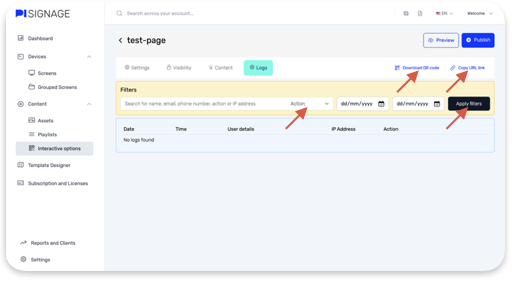 PISIGNAGE
Search across your account...
EN
Welcome
Dashboard
Devices
Screens
Grouped Screens
Content
Assets
Playlists
Interactive options
Template Designer
Subscription and Licenses
Reports and Clients
Settings
test-page
Preview
Publish
Settings
Visibility
Content
Logs
Download QR code
Copy URL link
Filters
Search for name, email, phone number, action or IP address
Action
dd/mm/yyyy
dd/mm/yyyy
Apply filters
Date Time User details IP Address Action
No logs found